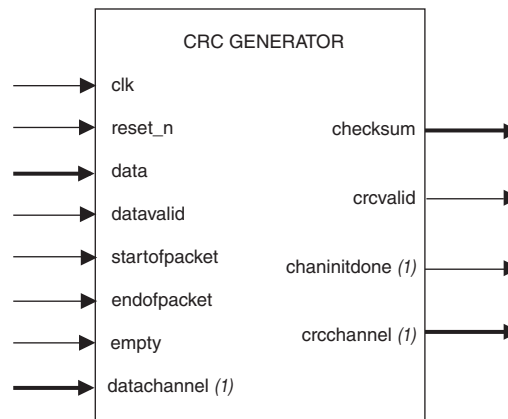 CRC GENERATOR
clk
reset_n
data
datavalid
startofpacket
endofpacket
empty
datachannel (1)
checksum
crcvalid
chaninitdone (1)
crcchannel (1)